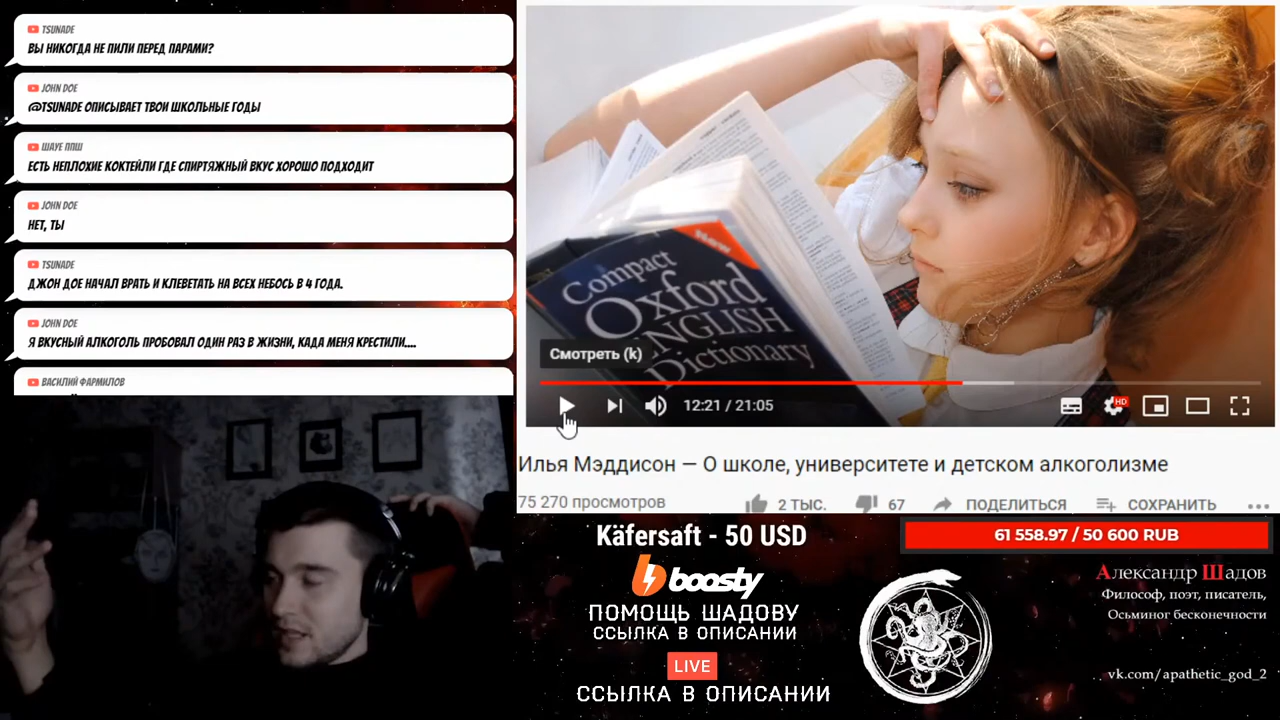 TSUNADE
ВЫ НИКОГДА НЕ ПИЛИ ПЕРЕД ПАРАМИ?
JOHN DOE
@TSUNADE ОПИСЫВАЕТ ТВОИ ШКОЛЬНЫЕ ГОДЫ
ШАУЕ ППШ
ЕСТЬ НЕПЛОХИЕ КОКТЕЙЛИ ГДЕ СПИРТЯЖНЫЙ ВКУС ХОРОШО ПОДХОДИТ
JOHN DOE
НЕТ, ТЫ
TSUNADE
ДЖОН ДОЕ НАЧАЛ ВРАТЬ И КЛЕВЕТАТЬ НА ВСЕХ НЕБОСЬ В 4 ГОДА.
JOHN DOE
Я ВКУСНЫЙ АЛКОГОЛЬ ПРОБОВАЛ ОДИН РАЗ В ЖИЗНИ, КАДА МЕНЯ КРЕСТИЛИ....
ВАСИЛИЙ ФАРМИЛОВ
New
Compact
Oxford
ENGLISH
Dictionary
Смотреть (k)
12:21 / 21:05
HD
Илья Мэддисон — О школе, университете и детском алкоголизме
75 270 просмотров
2 ТЫС.
67
ПОДЕЛИТЬСЯ
СОХРАНИТЬ
Käfersaft - 50 USD
61 558.97 / 50 600 RUB
boosty
ПОМОЩЬ ШАДОВУ
ССЫЛКА В ОПИСАНИИ
LIVE
ССЫЛКА В ОПИСАНИИ
Александр Шадов
Философ, поэт, писатель,
Осьминог бесконечности
vk.com/apathetic_god_2